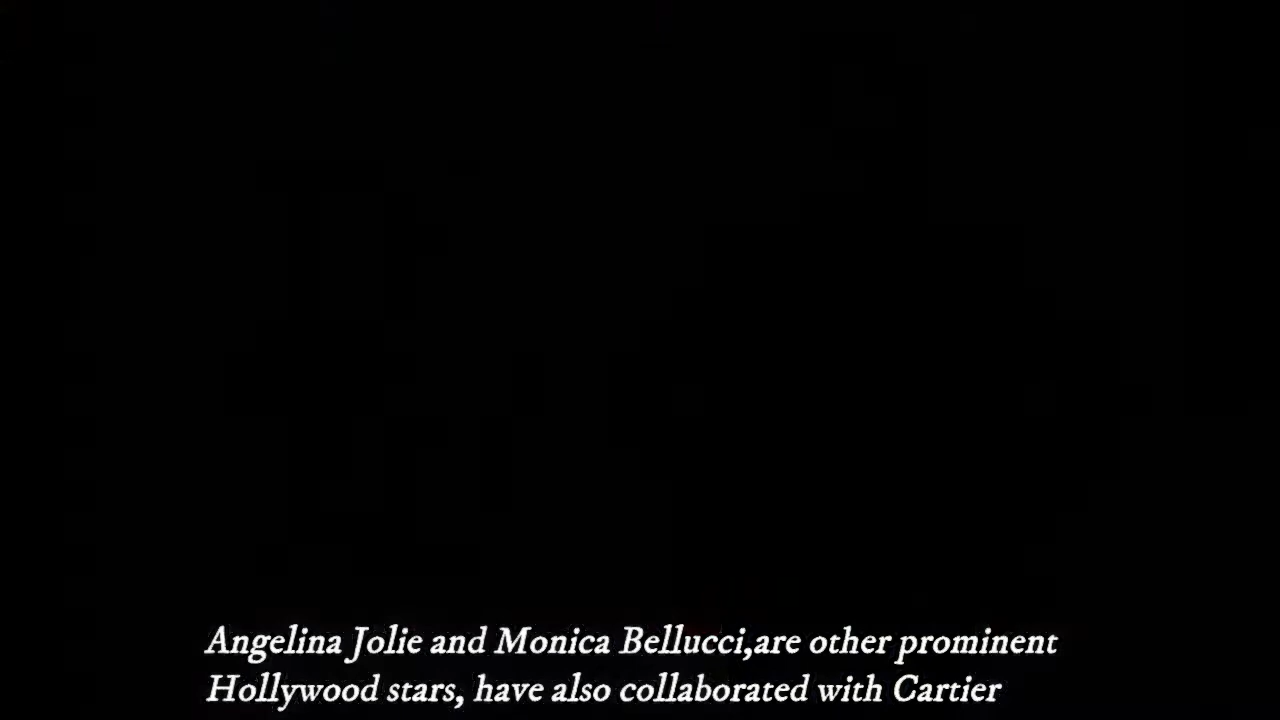 Angelina Jolie and Monica Bellucci,are other prominent
Hollywood stars, have also collaborated with Cartier